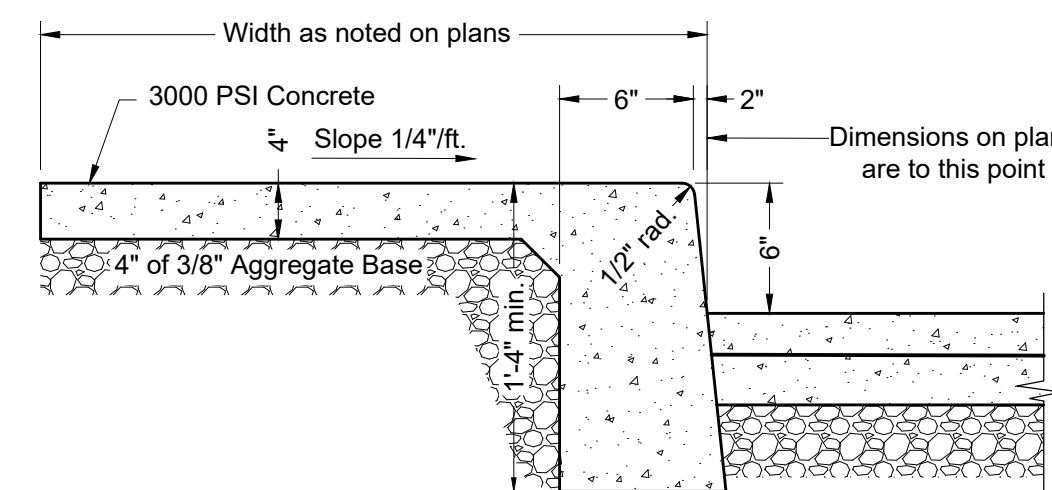 Width as noted on plans
3000 PSI Concrete
6"
2"
4"
Slope 1/4"/ft.
Dimensions on plan
are to this point
1/2" rad.
6"
4" of 3/8" Aggregate Base
1'-4" min.